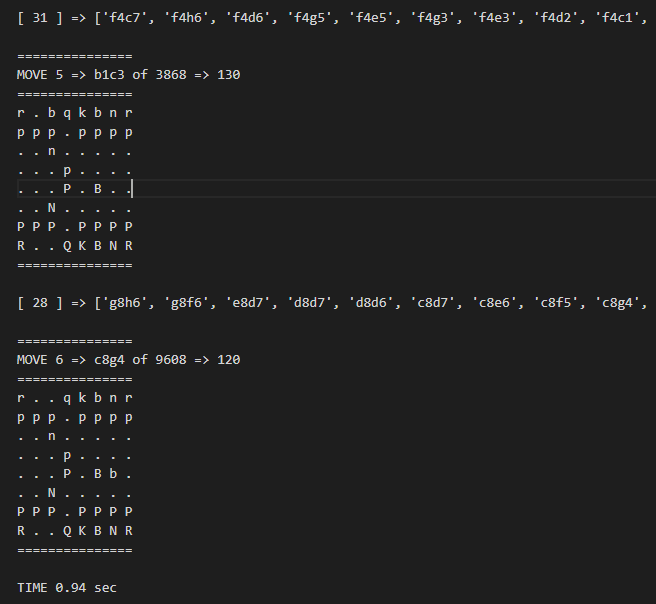 [ 31 ] => ['f4c7', 'f4h6', 'f4d6', 'f4g5', 'f4e5', 'f4g3', 'f4e3', 'f4d2', 'f4c1',
===============
MOVE 5 => b1c3 of 3868 => 130
===============
r . b q k b n r
p p p . p p p p
. . n . . . . .
. . . p . . . .
. . . P . B . .
. . N . . . . .
P P P . P P P P
R . . Q K B N R
===============
[ 28 ] => ['g8h6', 'g8f6', 'e8d7', 'd8d7', 'd8d6', 'c8d7', 'c8e6', 'c8f5', 'c8g4',
===============
MOVE 6 => c8g4 of 9608 => 120
===============
r . . q k b n r
p p p . p p p p
. . n . . . . .
. . . p . . . .
. . . P . B b .
. . N . . . . .
P P P . P P P P
R . . Q K B N R
===============
TIME 0.94 sec